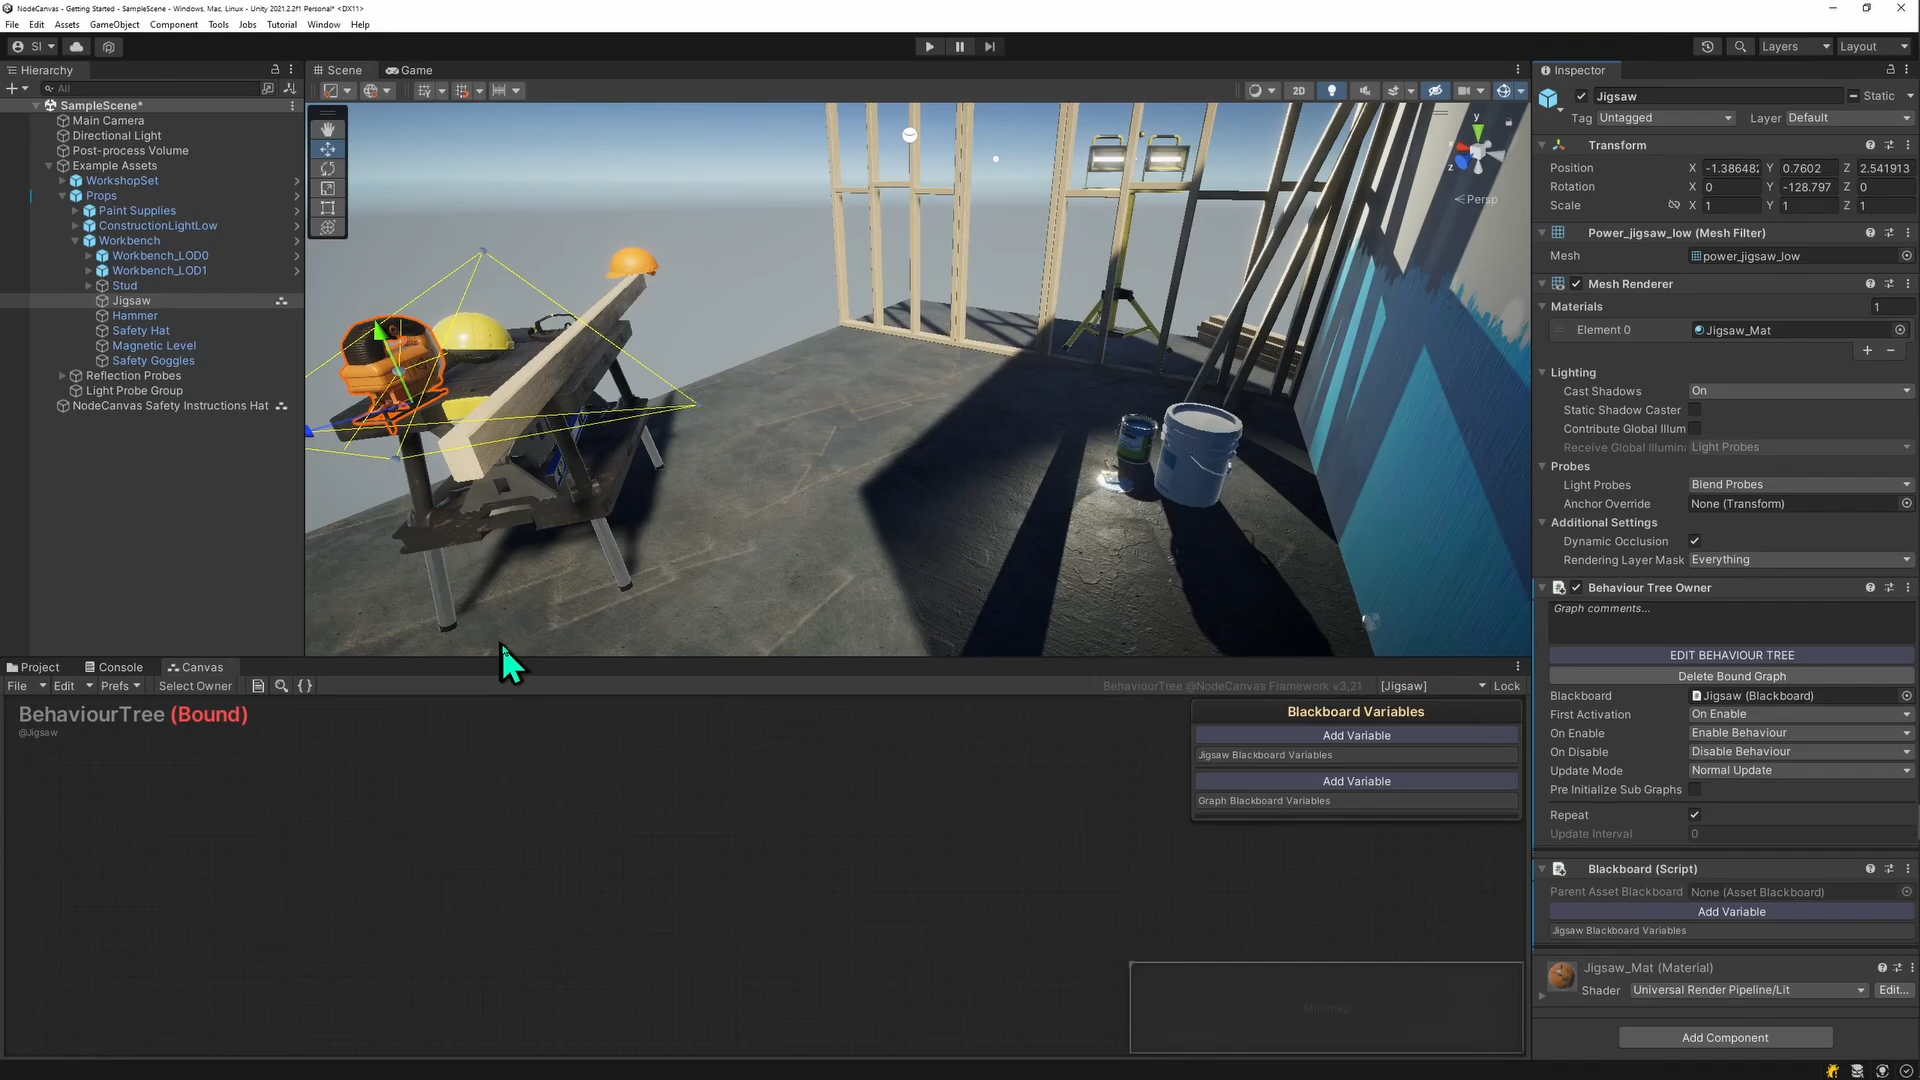 NodeCanvas - Getting Started - SampleScene - Windows, Mac, Linux - Unity 2021.2.2f1 Personal* <DX11>
File Edit Assets GameObject Component Tools Jobs Tutorial Window Help
SI
Layers Layout
Hierarchy
All
SampleScene*
Main Camera
Directional Light
Post-process Volume
Example Assets
WorkshopSet
Props
Paint Supplies
ConstructionLightLow
Workbench
Workbench_LOD0
Workbench_LOD1
Stud
Jigsaw
Hammer
Safety Hat
Magnetic Level
Safety Goggles
Reflection Probes
Light Probe Group
NodeCanvas Safety Instructions Hat
Scene Game
2D
y
x
z
Persp
Project Console Canvas
File Edit Prefs Select Owner { }
BehaviourTree @NodeCanvas Framework v3,21 [Jigsaw] Lock
BehaviourTree (Bound)
@Jigsaw
Blackboard Variables
Add Variable
Jigsaw Blackboard Variables
Add Variable
Graph Blackboard Variables
Minimap
Inspector
Jigsaw Static
Tag Untagged Layer Default
Transform
Position X -1.386482 Y 0.7602 Z 2.541913
Rotation X 0 Y -128.797 Z 0
Scale X 1 Y 1 Z 1
Power_jigsaw_low (Mesh Filter)
Mesh power_jigsaw_low
Mesh Renderer
Materials 1
Element 0 Jigsaw_Mat
Lighting
Cast Shadows On
Static Shadow Caster
Contribute Global Illum
Receive Global Illumin: Light Probes
Probes
Light Probes Blend Probes
Anchor Override None (Transform)
Additional Settings
Dynamic Occlusion
Rendering Layer Mask Everything
Behaviour Tree Owner
Graph comments...
EDIT BEHAVIOUR TREE
Delete Bound Graph
Blackboard Jigsaw (Blackboard)
First Activation On Enable
On Enable Enable Behaviour
On Disable Disable Behaviour
Update Mode Normal Update
Pre Initialize Sub Graphs
Repeat
Update Interval 0
Blackboard (Script)
Parent Asset Blackboard None (Asset Blackboard)
Add Variable
Jigsaw Blackboard Variables
Jigsaw_Mat (Material)
Shader Universal Render Pipeline/Lit Edit...
Add Component